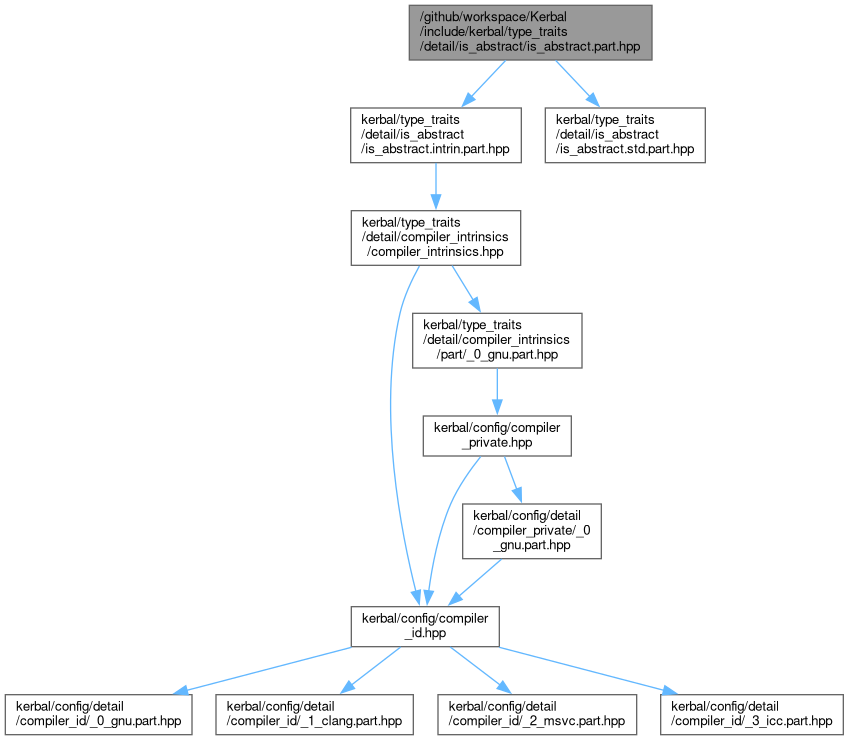 /github/workspace/Kerbal
/include/kerbal/type_traits
/detail/is_abstract/is_abstract.part.hpp
kerbal/type_traits
/detail/is_abstract
/is_abstract.intrin.part.hpp
kerbal/type_traits
/detail/is_abstract
/is_abstract.std.part.hpp
kerbal/type_traits
/detail/compiler_intrinsics
/compiler_intrinsics.hpp
kerbal/type_traits
/detail/compiler_intrinsics
/part/_0_gnu.part.hpp
kerbal/config/compiler
_private.hpp
kerbal/config/detail
/compiler_private/_0
_gnu.part.hpp
kerbal/config/compiler
_id.hpp
kerbal/config/detail
/compiler_id/_0_gnu.part.hpp
kerbal/config/detail
/compiler_id/_1_clang.part.hpp
kerbal/config/detail
/compiler_id/_2_msvc.part.hpp
kerbal/config/detail
/compiler_id/_3_icc.part.hpp